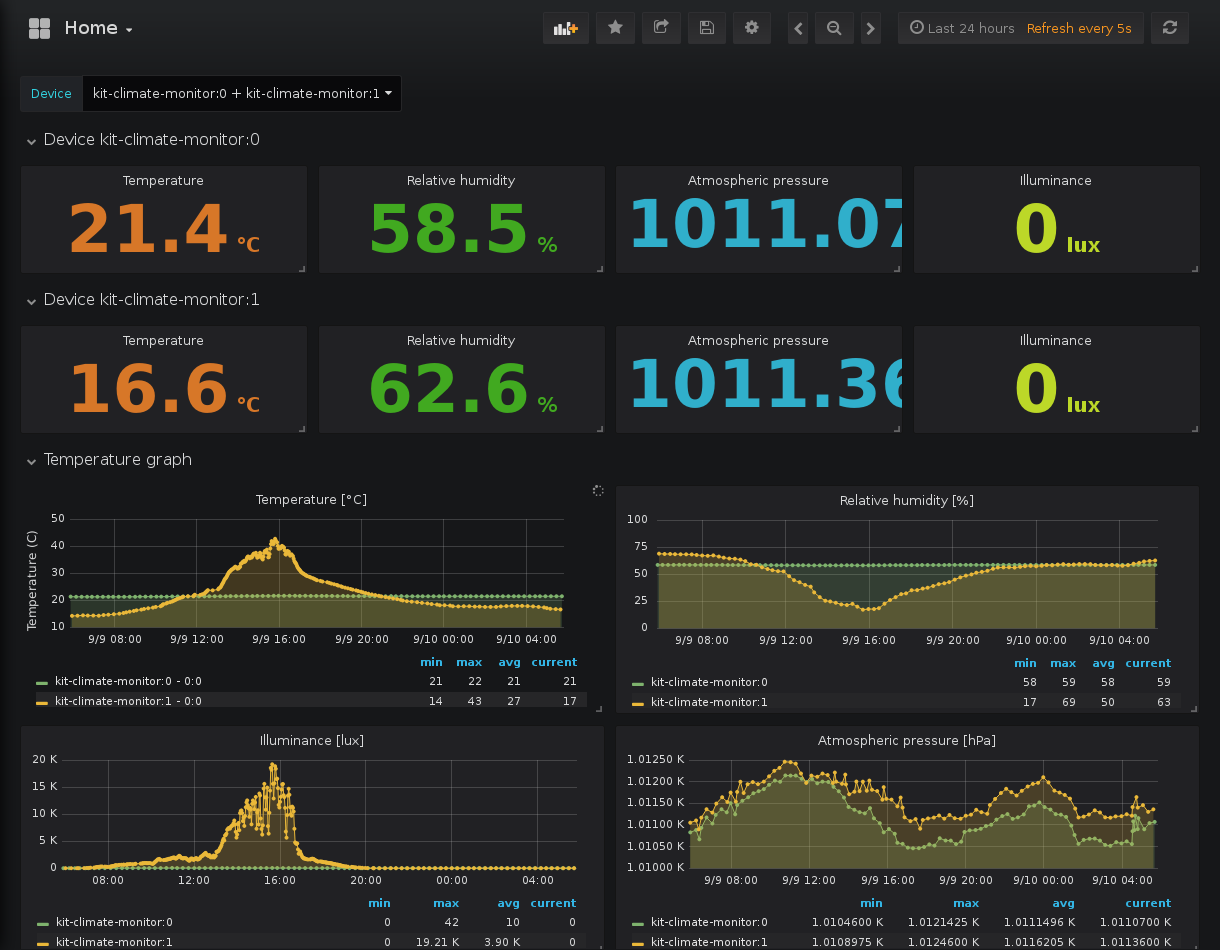 Home
Last 24 hours Refresh every 5s
Device kit-climate-monitor:0 + kit-climate-monitor:1
Device kit-climate-monitor:0
Temperature Relative humidity Atmospheric pressure Illuminance
21.4 °C 58.5 % 1011.07 0 lux
Device kit-climate-monitor:1
Temperature Relative humidity Atmospheric pressure Illuminance
16.6 °C 62.6 % 1011.36 0 lux
Temperature graph
Temperature [°C]
Temperature (C)
50
40
30
20
10
9/9 08:00 9/9 12:00 9/9 16:00 9/9 20:00 9/10 00:00 9/10 04:00
min max avg current
kit-climate-monitor:0 - 0:0 21 22 21 21
kit-climate-monitor:1 - 0:0 14 43 27 17
Relative humidity [%]
100
75
50
25
0
9/9 08:00 9/9 12:00 9/9 16:00 9/9 20:00 9/10 00:00 9/10 04:00
min max avg current
kit-climate-monitor:0 58 59 58 59
kit-climate-monitor:1 17 69 50 63
Illuminance [lux]
20 K
15 K
10 K
5 K
0
08:00 12:00 16:00 20:00 00:00 04:00
min max avg current
kit-climate-monitor:0 0 42 10 0
kit-climate-monitor:1 0 19.21 K 3.90 K 0
Atmospheric pressure [hPa]
1.01250 K
1.01200 K
1.01150 K
1.01100 K
1.01050 K
1.01000 K
9/9 08:00 9/9 12:00 9/9 16:00 9/9 20:00 9/10 00:00 9/10 04:00
min max avg current
kit-climate-monitor:0 1.0104600 K 1.0121425 K 1.0111496 K 1.0110700 K
kit-climate-monitor:1 1.0108975 K 1.0124600 K 1.0116205 K 1.0113600 K